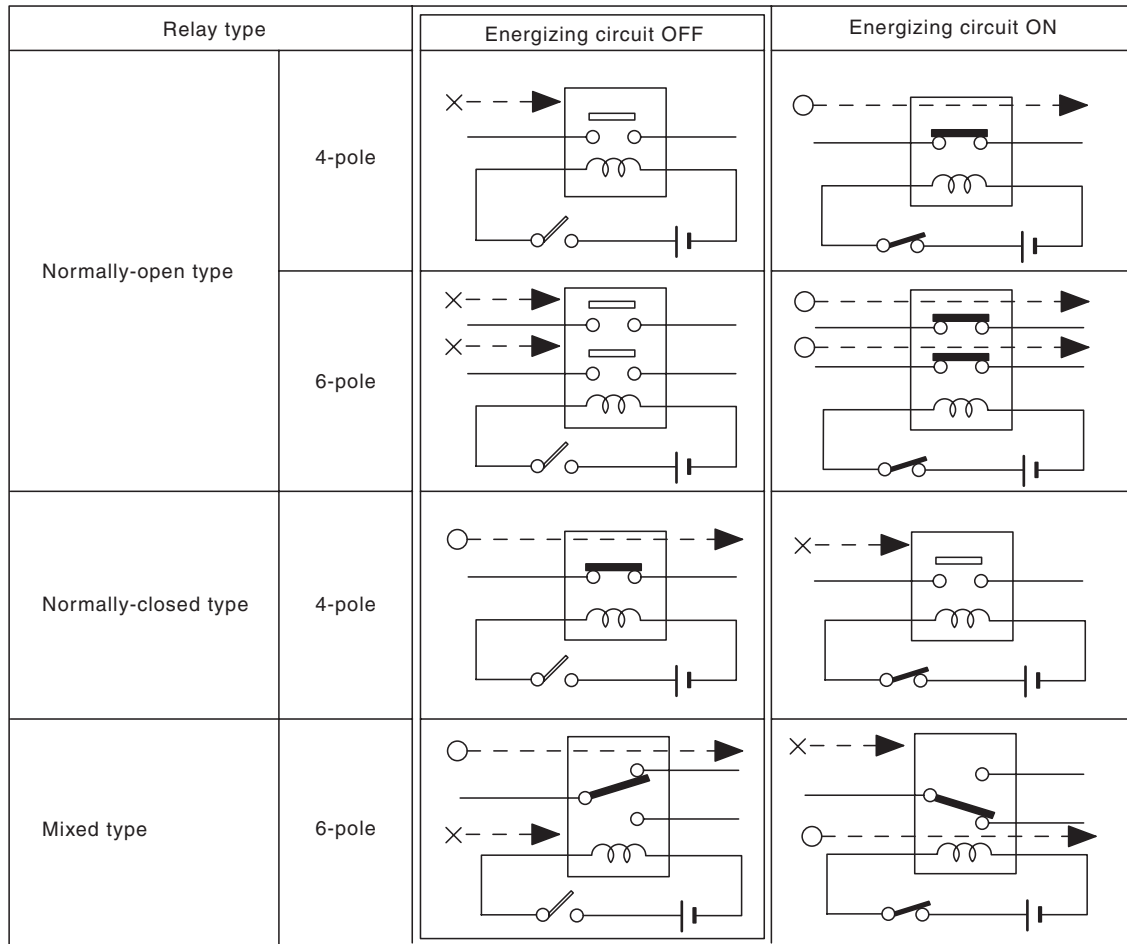 Relay type
Energizing circuit OFF
Energizing circuit ON
Normally-open type
4-pole
6-pole
Normally-closed type
4-pole
Mixed type
6-pole